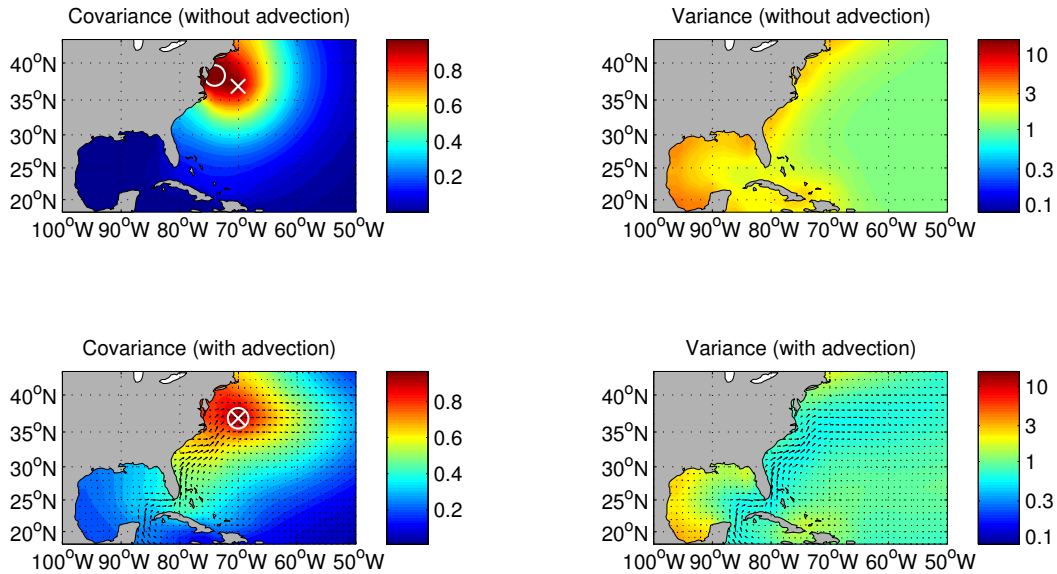 Covariance (without advection)
40°N
35°N
30°N
25°N
20°N
100°W 90°W 80°W 70°W 60°W 50°W
0.8
0.6
0.4
0.2
Variance (without advection)
40°N
35°N
30°N
25°N
20°N
100°W 90°W 80°W 70°W 60°W 50°W
10
3
1
0.3
0.1
Covariance (with advection)
40°N
35°N
30°N
25°N
20°N
100°W 90°W 80°W 70°W 60°W 50°W
0.8
0.6
0.4
0.2
Variance (with advection)
40°N
35°N
30°N
25°N
20°N
100°W 90°W 80°W 70°W 60°W 50°W
10
3
1
0.3
0.1